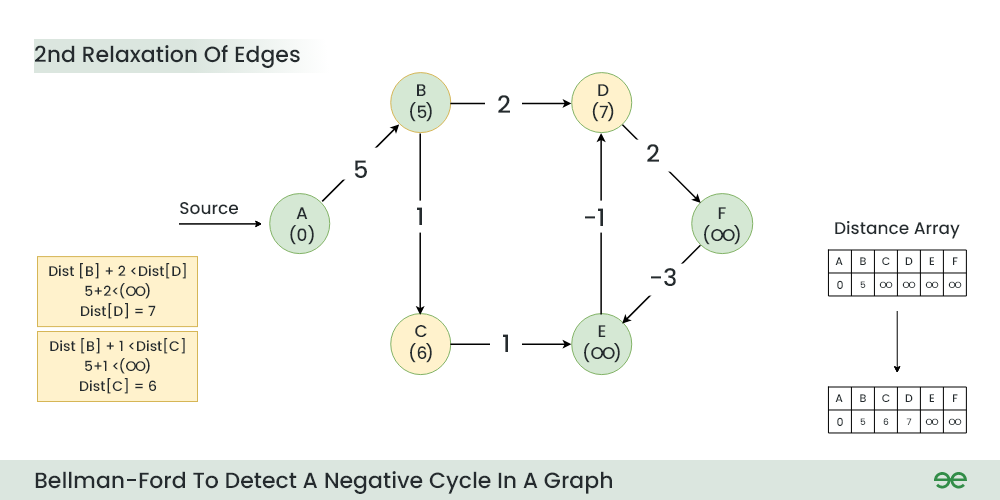 2nd Relaxation Of Edges
B
(5)
2
D
(7)
5
2
Source
A
(0)
1
-1
F
(∞)
-3
C
(6)
1
E
(∞)
Dist [B] + 2 <Dist[D]
5+2<(∞)
Dist[D] = 7
Dist [B] + 1 <Dist[C]
5+1 <(∞)
Dist[C] = 6
Distance Array
A B C D E F
0 5 ∞ ∞ ∞ ∞
A B C D E F
0 5 6 7 ∞ ∞
Bellman-Ford To Detect A Negative Cycle In A Graph